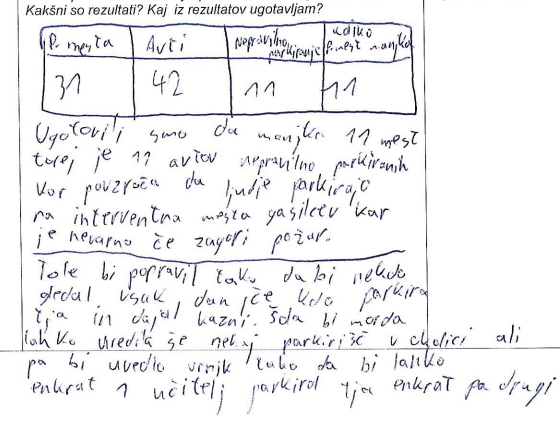 Kakšni so rezultati? Kaj iz rezultatov ugotavljam?
P. mesta Avti nepravilno parkiranje koliko P. mest manjka
31 42 11 11
Ugotovili smo da manjka 11 mest
torej je 11 avtov nepravilno parkiranih
kar povzroča da ljudje parkirajo
na interventna mesta gasilcev kar
je nevarno če zagori požar.
Tole bi popravil tako da bi nekdo
gledal vsak dan če kdo parkira
tja in dajal kazni. Šola bi morda
lahko uredila še nekaj parkirišč v okolici ali
pa bi uvedlo urnik tako da bi lahko
enkrat 1 učitelj parkiral tja enkrat pa drugi